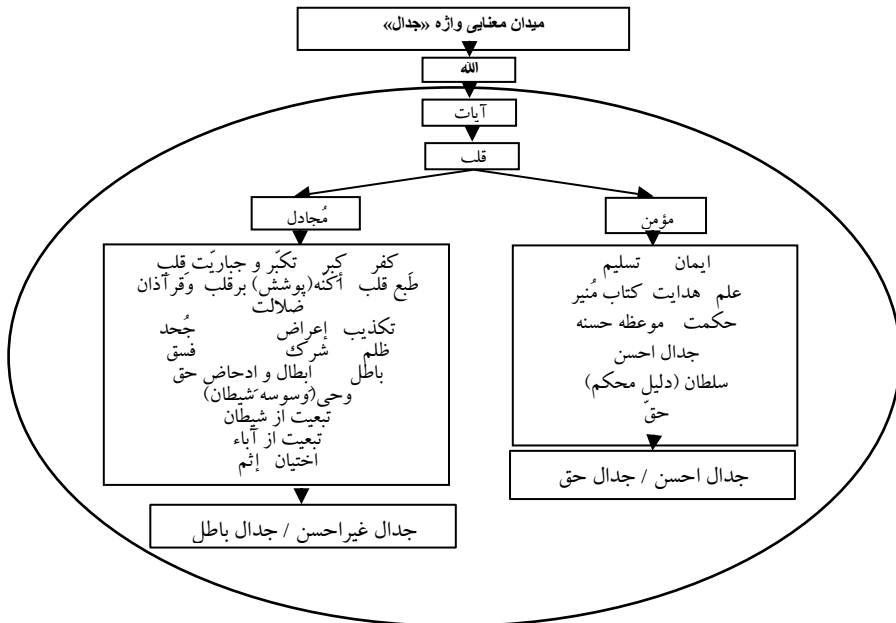 میدان معنایی واژه «جدال»
الله
آیات
قلب
مؤمن
مُجادل
ایمان تسلیم
علم هدایت کتاب مُنیر
حکمت موعظه حسنه
جدال احسن
سلطان (دلیل محکم)
حقّ
جدال احسن / جدال حق
کفر کِبر تکبّر و جباریّت قلب
طَبع قلب أکنّه(پوشش) برقلب وَقرآذان
ضلالت
تکذیب إعراض جُحد
ظلم شرک فسق
باطل اِبطال و ادحاض حق
وحی(وسوسه شیطان)
تبعیت از شیطان
تبعیت از آباء
اختیان إثم
جدال غیراحسن / جدال باطل